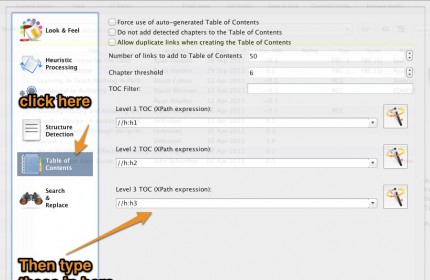 Look & Feel
Force use of auto-generated Table of Contents
Do not add detected chapters to the Table of Contents
Allow duplicate links when creating the Table of Contents
Heuristic
Processing
Number of links to add to Table of Contents 50
Chapter threshold 6
TOC Filter:
click here
Level 1 TOC (XPath expression):
//h:h1
Structure
Detection
Level 2 TOC (XPath expression):
//h:h2
Table of
Contents
Level 3 TOC (XPath expression):
//h:h3
Search
&
Replace
Then type
these in here